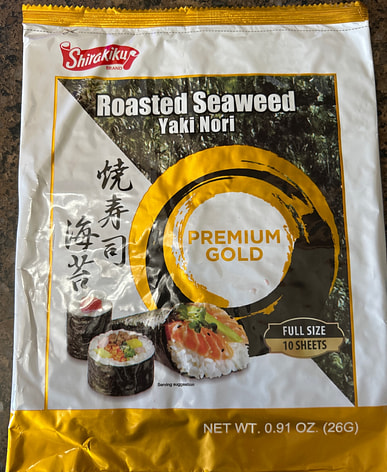 Shirakiku
BRAND
Roasted Seaweed
Yaki Nori
焼寿司
海苔
PREMIUM
GOLD
FULL SIZE
10 SHEETS
Serving suggestion
NET WT. 0.91 OZ. (26G)